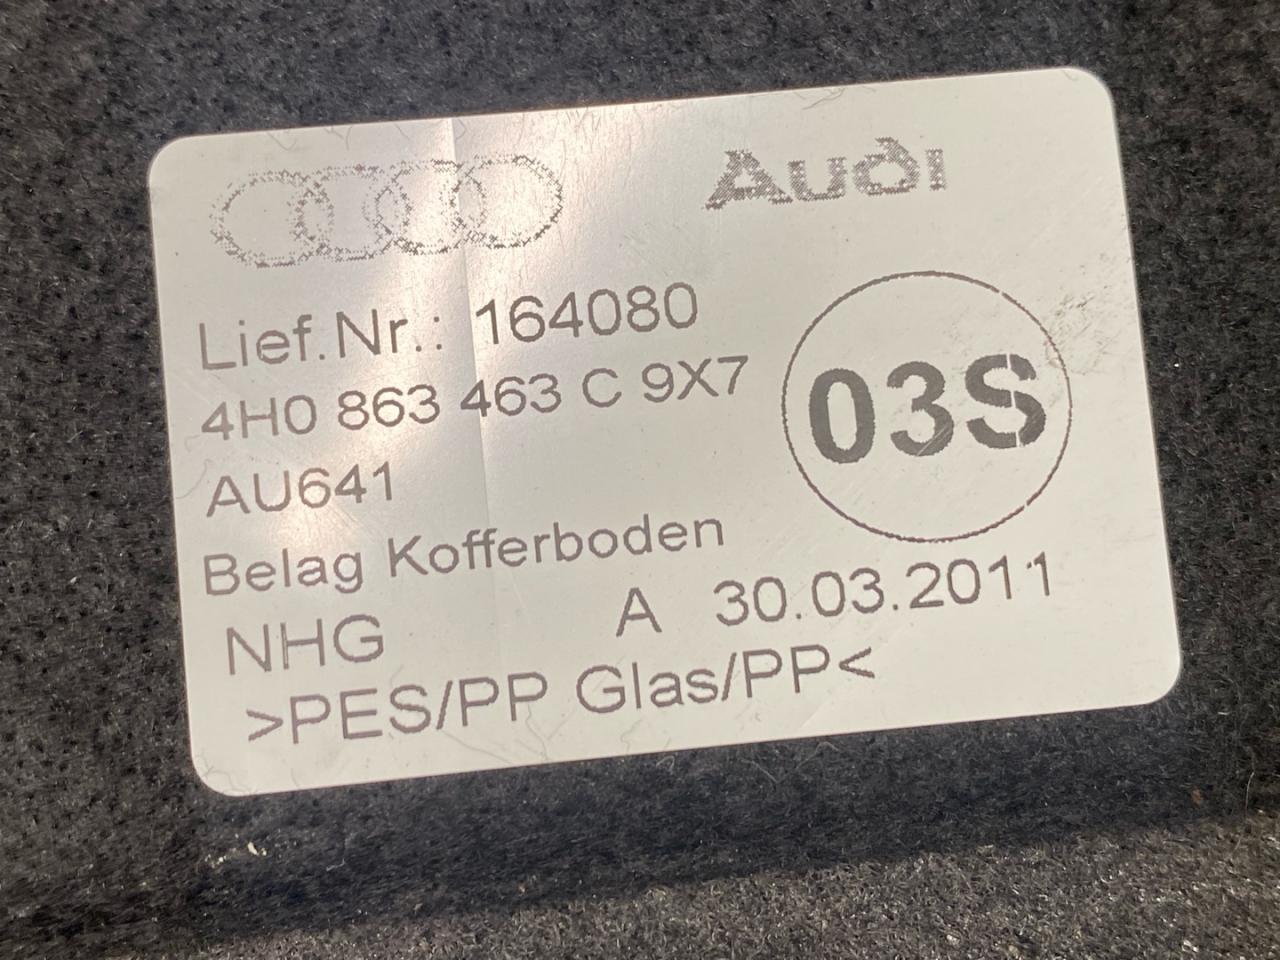 Audi
Lief.Nr.: 164080
4H0 863 463 C 9X7
03S
AU641
Belag Kofferboden
NHG A 30.03.2011
>PES/PP Glas/PP<